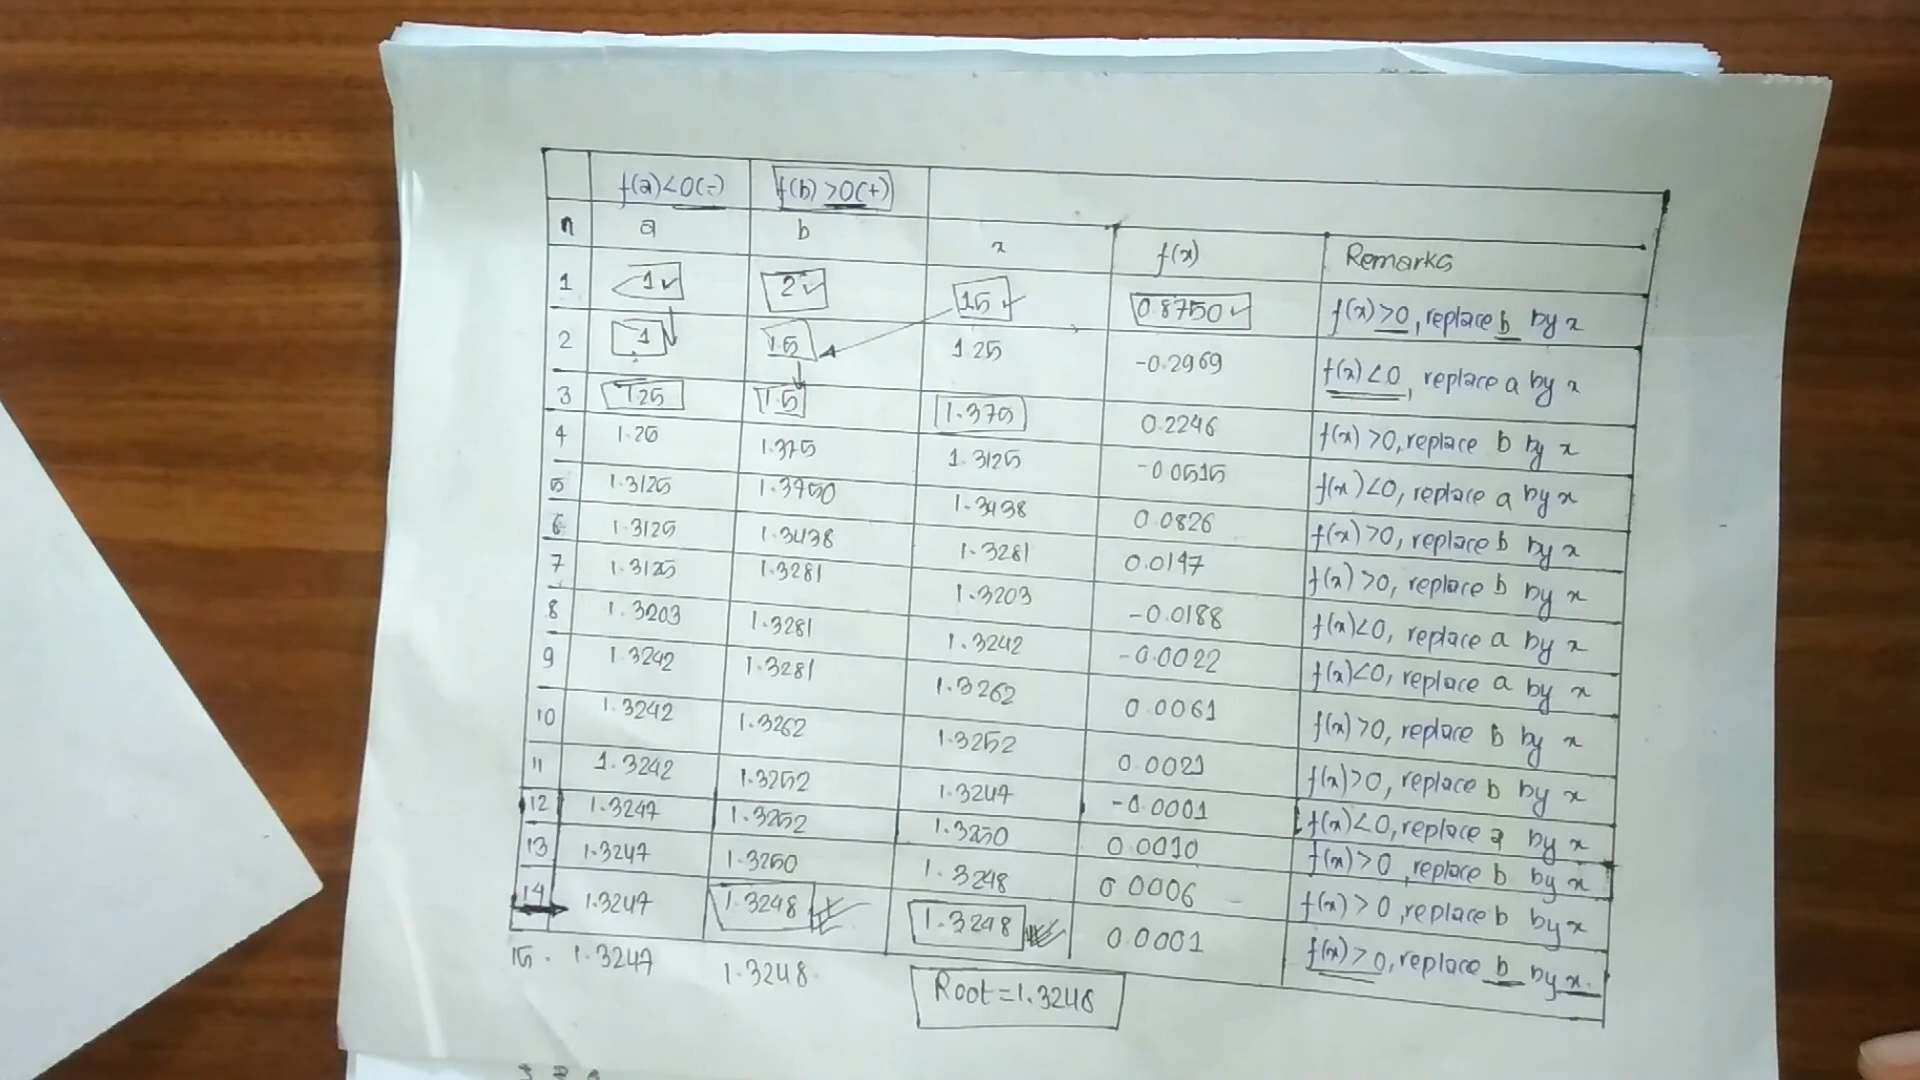 f(a)<0(-) f(b)>0(+)
n a b x f(x) Remarks
1 1 2 1.5 0.8750 f(x)>0, replace b by x
2 1 1.5 1.25 -0.2969 f(x)<0, replace a by x
3 1.25 1.5 1.375 0.2246 f(x)>0, replace b by x
4 1.25 1.375 1.3125 -0.0515 f(x)<0, replace a by x
5 1.3125 1.3750 1.3438 0.0826 f(x)>0, replace b by x
6 1.3125 1.3438 1.3281 0.0147 f(x)>0, replace b by x
7 1.3125 1.3281 1.3203 -0.0188 f(x)<0, replace a by x
8 1.3203 1.3281 1.3242 -0.0022 f(x)<0, replace a by x
9 1.3242 1.3281 1.3262 0.0061 f(x)>0, replace b by x
10 1.3242 1.3262 1.3252 0.0021 f(x)>0, replace b by x
11 1.3242 1.3252 1.3247 -0.0001 f(x)<0, replace a by x
12 1.3247 1.3252 1.3250 0.0010 f(x)>0, replace b by x
13 1.3247 1.3250 1.3248 0.0006 f(x)>0, replace b by x
14 1.3247 1.3248 1.3248 0.0001 f(x)>0, replace b by x.
15. 1.3247 1.3248.
Root=1.3248